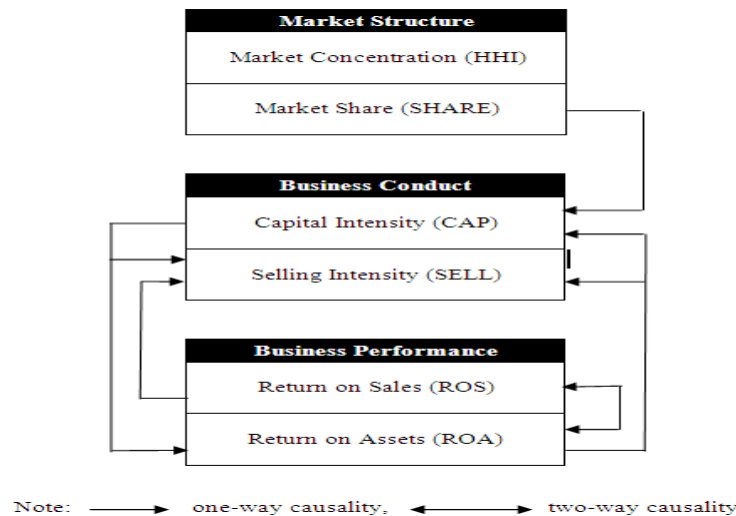 Market Structure
Market Concentration (HHI)
Market Share (SHARE)
Business Conduct
Capital Intensity (CAP)
Selling Intensity (SELL)
Business Performance
Return on Sales (ROS)
Return on Assets (ROA)
Note: one-way causality, two-way causality